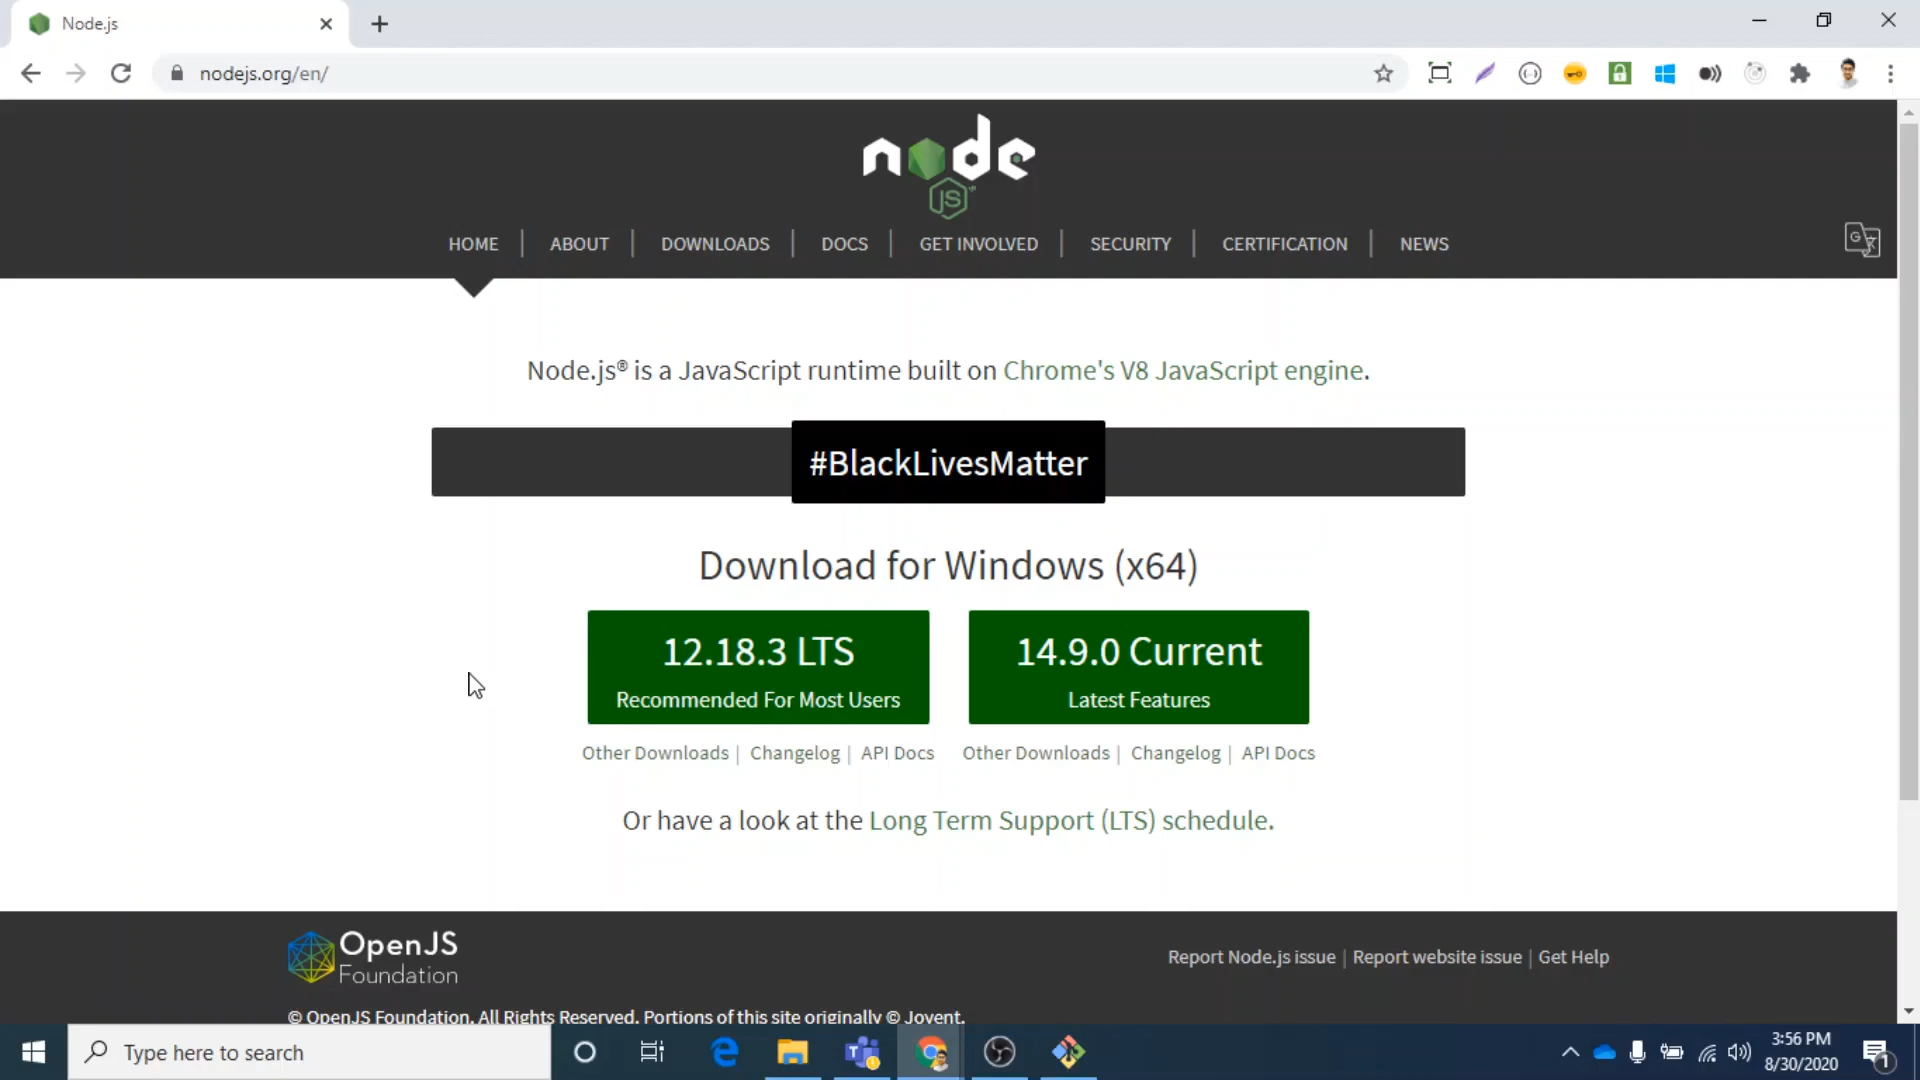 Node.js
nodejs.org/en/
node
JS
HOME | ABOUT | DOWNLOADS | DOCS | GET INVOLVED | SECURITY | CERTIFICATION | NEWS
Node.js® is a JavaScript runtime built on Chrome's V8 JavaScript engine.
#BlackLivesMatter
Download for Windows (x64)
12.18.3 LTS
Recommended For Most Users
14.9.0 Current
Latest Features
Other Downloads | Changelog | API Docs
Other Downloads | Changelog | API Docs
Or have a look at the Long Term Support (LTS) schedule.
OpenJS
Foundation
Report Node.js issue | Report website issue | Get Help
© OpenJS Foundation. All Rights Reserved. Portions of this site originally © Joyent.
Type here to search
3:56 PM
8/30/2020
1